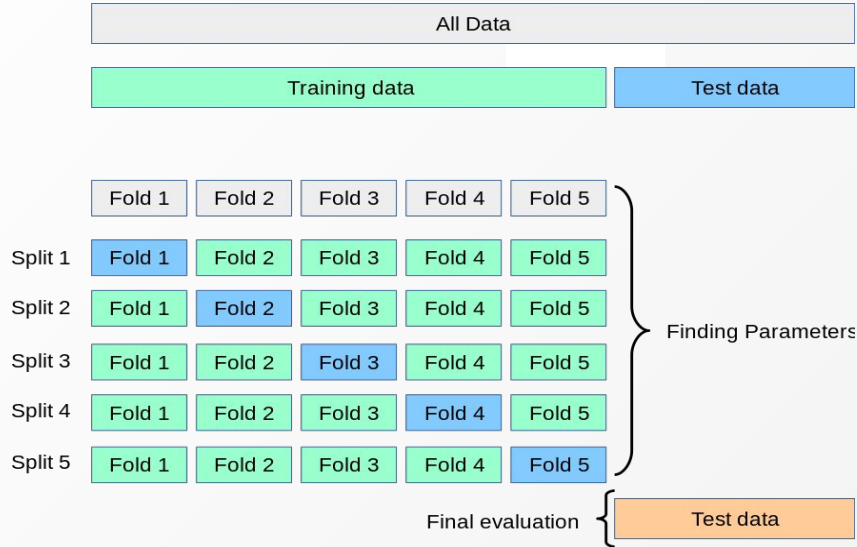 All Data
Training data Test data
Fold 1 Fold 2 Fold 3 Fold 4 Fold 5
Split 1 Fold 1 Fold 2 Fold 3 Fold 4 Fold 5
Split 2 Fold 1 Fold 2 Fold 3 Fold 4 Fold 5
Finding Parameters
Split 3 Fold 1 Fold 2 Fold 3 Fold 4 Fold 5
Split 4 Fold 1 Fold 2 Fold 3 Fold 4 Fold 5
Split 5 Fold 1 Fold 2 Fold 3 Fold 4 Fold 5
Final evaluation Test data